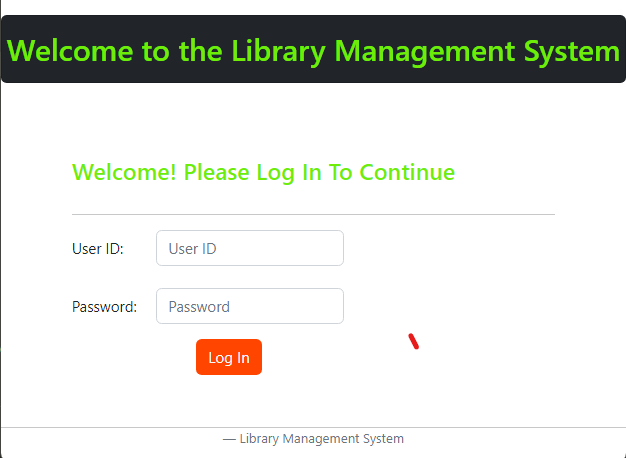 Welcome to the Library Management System
Welcome! Please Log In To Continue
User ID: User ID
Password: Password
Log In
— Library Management System